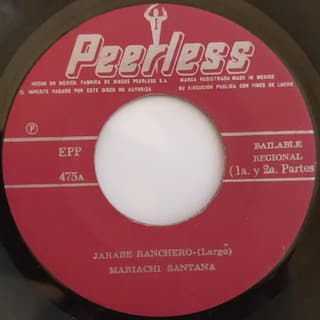 Peerless
HECHO EN MEXICO. FABRICA DE DISCOS PEERLESS S.A. MARCA REGISTRADA MADE IN MEXICO
EL IMPORTE PAGADO POR ESTE DISCO NO AUTORIZA SU EJECUCION PUBLICA CON FINES DE LUCRO
Ⓟ
EPP BAILABLE
475A REGIONAL
(1a. y 2a. Partes)
JARABE RANCHERO-(Largo)
MARIACHI SANTANA